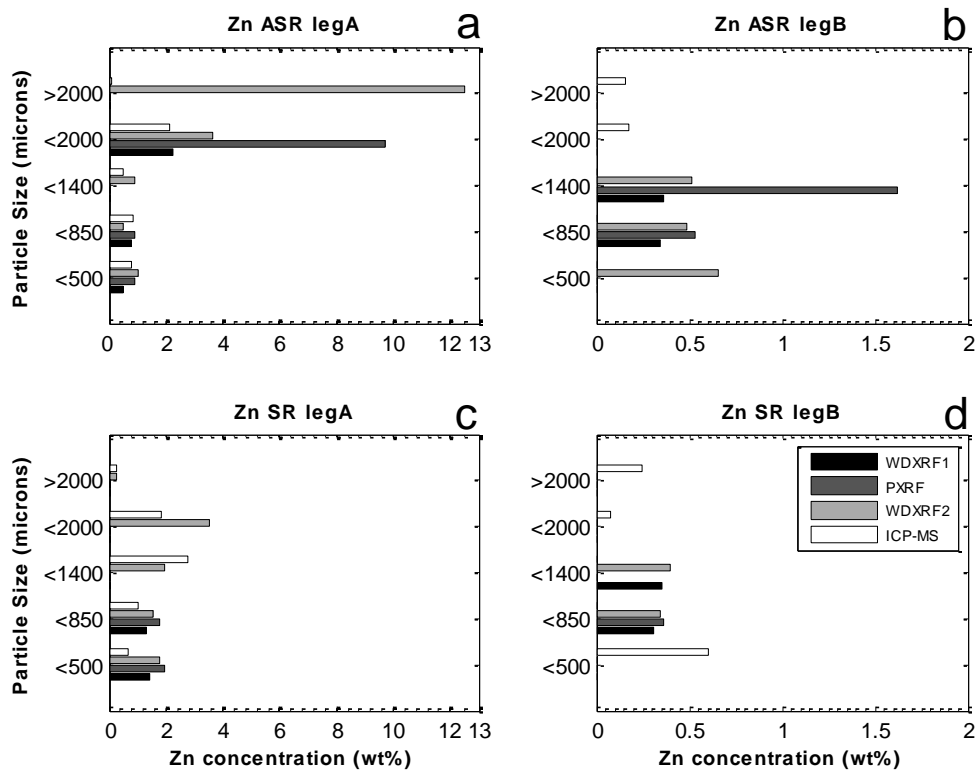 Zn ASR legA
a
Particle Size (microns)
>2000
<2000
<1400
<850
<500
0 2 4 6 8 10 12 13
Zn ASR legB
b
>2000
<2000
<1400
<850
<500
0 0.5 1 1.5 2
Zn SR legA
c
Particle Size (microns)
>2000
<2000
<1400
<850
<500
0 2 4 6 8 10 12 13
Zn concentration (wt%)
Zn SR legB
d
WDXRF1
PXRF
WDXRF2
ICP-MS
>2000
<2000
<1400
<850
<500
0 0.5 1 1.5 2
Zn concentration (wt%)